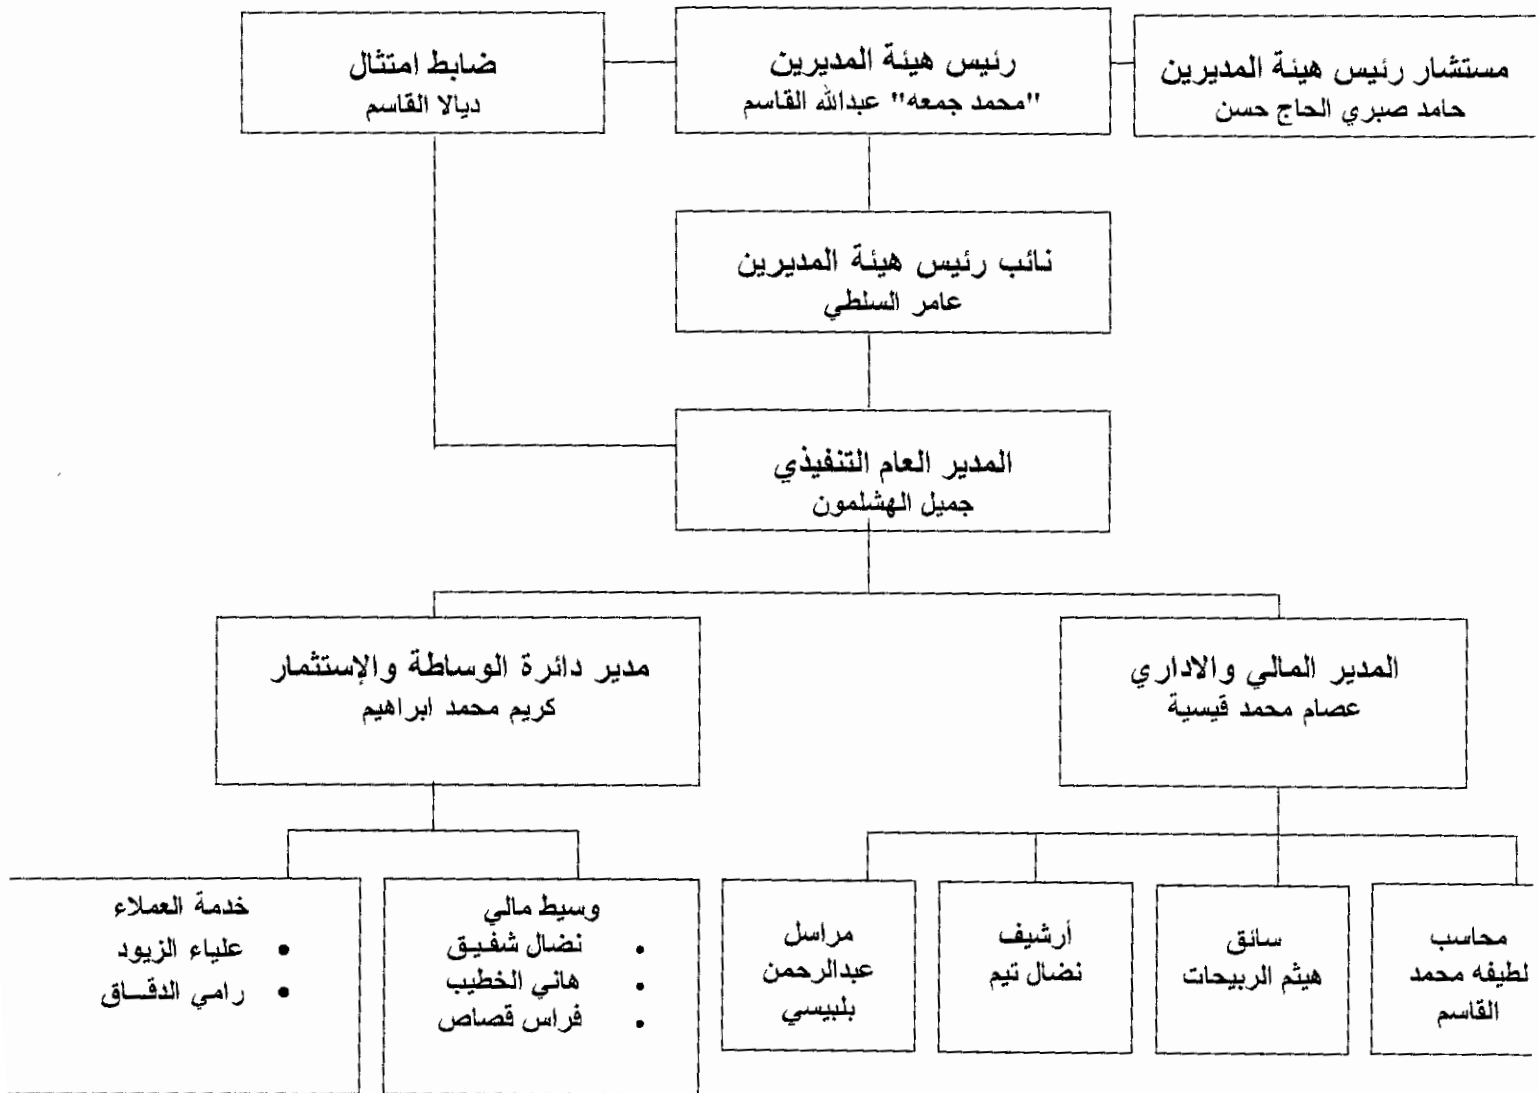 مستشار رئيس هيئة المديرين
حامد صبري الحاج حسن
رئيس هيئة المديرين
"محمد جمعه" عبدالله القاسم
ضابط امتثال
ديالا القاسم
نائب رئيس هيئة المديرين
عامر السلطي
المدير العام التنفيذي
جميل الهشلمون
المدير المالي والاداري
عصام محمد قيسية
مدير دائرة الوساطة والإستثمار
كريم محمد ابراهيم
محاسب
لطيفه محمد
القاسم
سائق
هيثم الربيحات
أرشيف
نضال تيم
مراسل
عبدالرحمن
بلبيسي
وسيط مالي
• نضال شفيق
• هاني الخطيب
• فراس قصاص
خدمة العملاء
• علياء الزيود
• رامي الدقساق